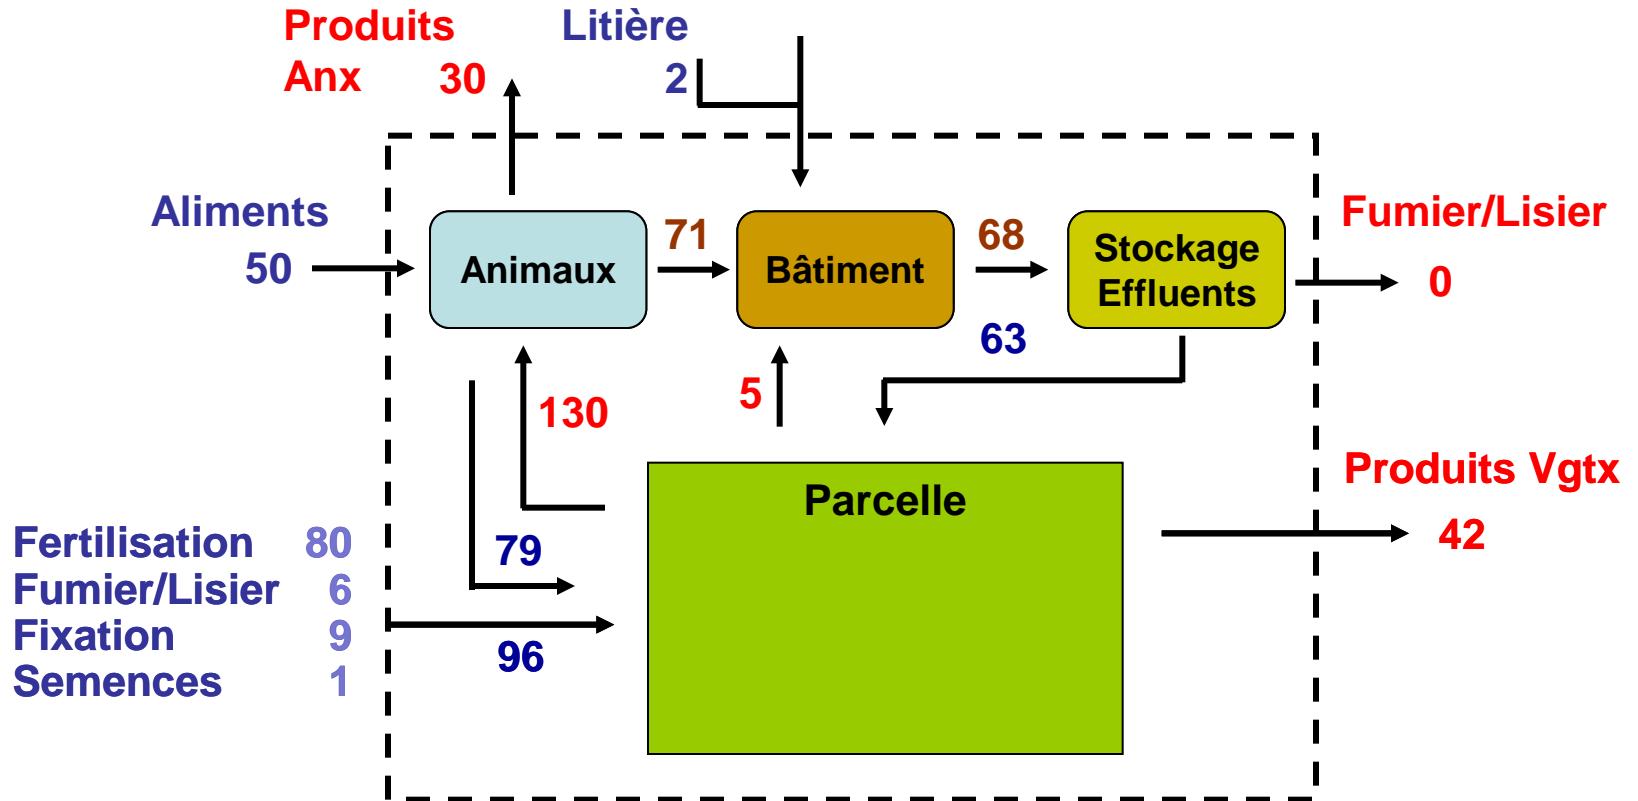 Produits
Anx 30
Litière
2
Aliments
50
Animaux
71
Bâtiment
68
Stockage
Effluents
Fumier/Lisier
0
63
130
5
Parcelle
Produits Vgtx
42
79
Fertilisation 80
Fumier/Lisier 6
Fixation 9
Semences 1
96